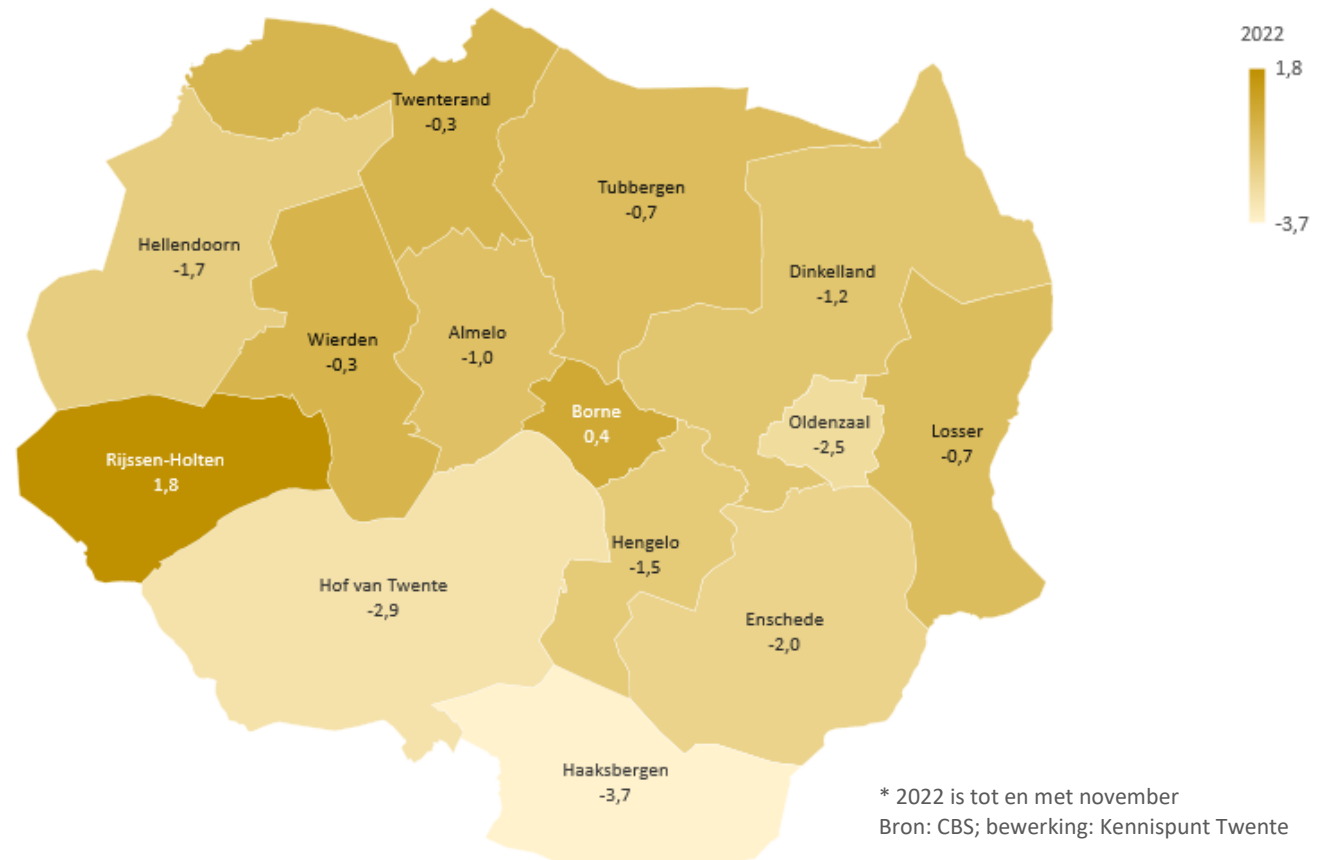 2022
1,8
-3,7
Twenterand
-0,3
Tubbergen
-0,7
Hellendoorn
-1,7
Dinkelland
-1,2
Wierden
-0,3
Almelo
-1,0
Borne
0,4
Oldenzaal
-2,5
Losser
-0,7
Rijssen-Holten
1,8
Hengelo
-1,5
Hof van Twente
-2,9
Enschede
-2,0
Haaksbergen
-3,7
* 2022 is tot en met november
Bron: CBS; bewerking: Kennispunt Twente